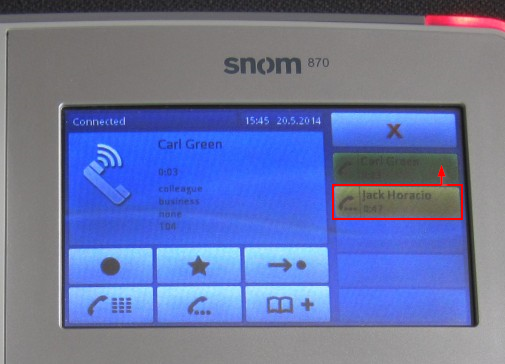 snom 870
Connected 15:45 20.5.2014
X
Carl Green
Carl Green
0:03
Jack Horacio
0:47
colleague
business
none